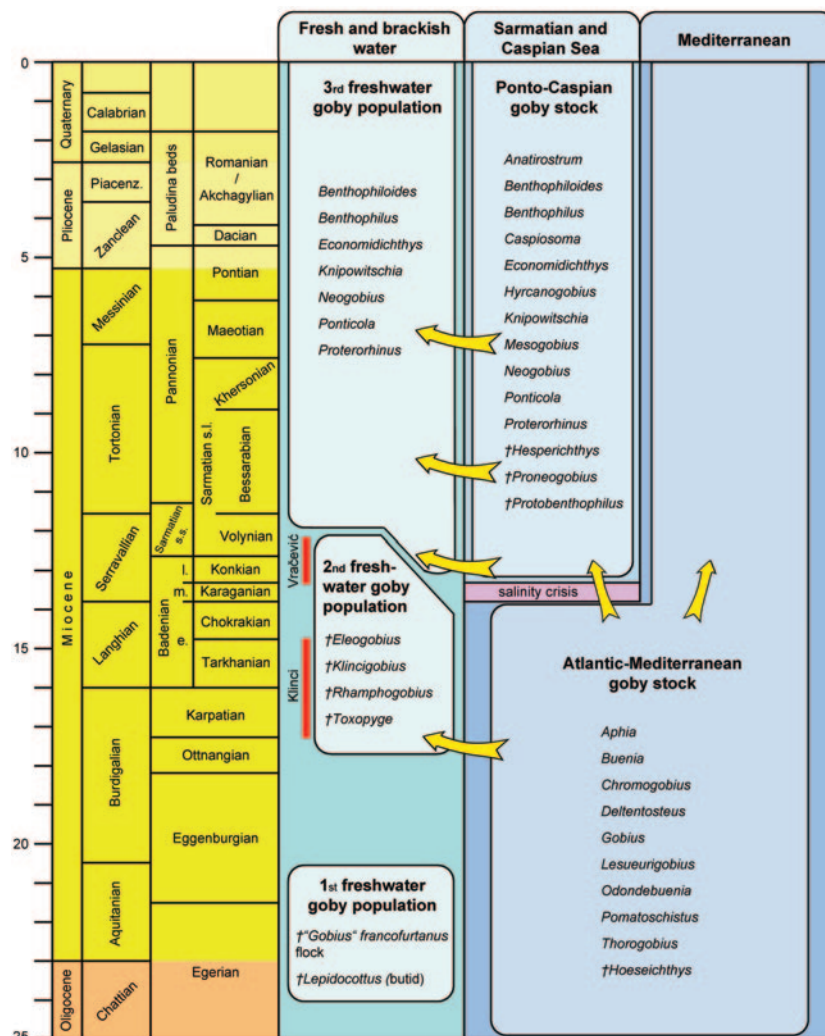 Fresh and brackish
water
Sarmatian and
Caspian Sea
Mediterranean
0
5
10
15
20
25
Quaternary
Pliocene
Miocene
Oligocene
Calabrian
Gelasian
Piacenz.
Zanclean
Messinian
Tortonian
Serravallian
Langhian
Burdigalian
Aquitanian
Chattian
Paludina beds
Pannonian
Sarmatian
s.s.
Badenian
l.
m.
e.
Romanian
/
Akchagylian
Dacian
Pontian
Maeotian
Sarmatian s.l.
Khersonian
Bessarabian
Volynian
Konkian
Karaganian
Chokrakian
Tarkhanian
Karpatian
Ottnangian
Eggenburgian
Egerian
Vračević
Klinci
3rd freshwater
goby population
Benthophiloides
Benthophilus
Economidichthys
Knipowitschia
Neogobius
Ponticola
Proterorhinus
2nd fresh-
water goby
population
†Eleogobius
†Klincigobius
†Rhamphogobius
†Toxopyge
1st freshwater
goby population
†"Gobius" francofurtanus
flock
†Lepidocottus (butid)
Ponto-Caspian
goby stock
Anatirostrum
Benthophiloides
Benthophilus
Caspiosoma
Economidichthys
Hyrcanogobius
Knipowitschia
Mesogobius
Neogobius
Ponticola
Proterorhinus
†Hesperichthys
†Proneogobius
†Protobenthophilus
salinity crisis
Atlantic-Mediterranean
goby stock
Aphia
Buenia
Chromogobius
Deltentosteus
Gobius
Lesueurigobius
Odondebuenia
Pomatoschistus
Thorogobius
†Hoeseichthys